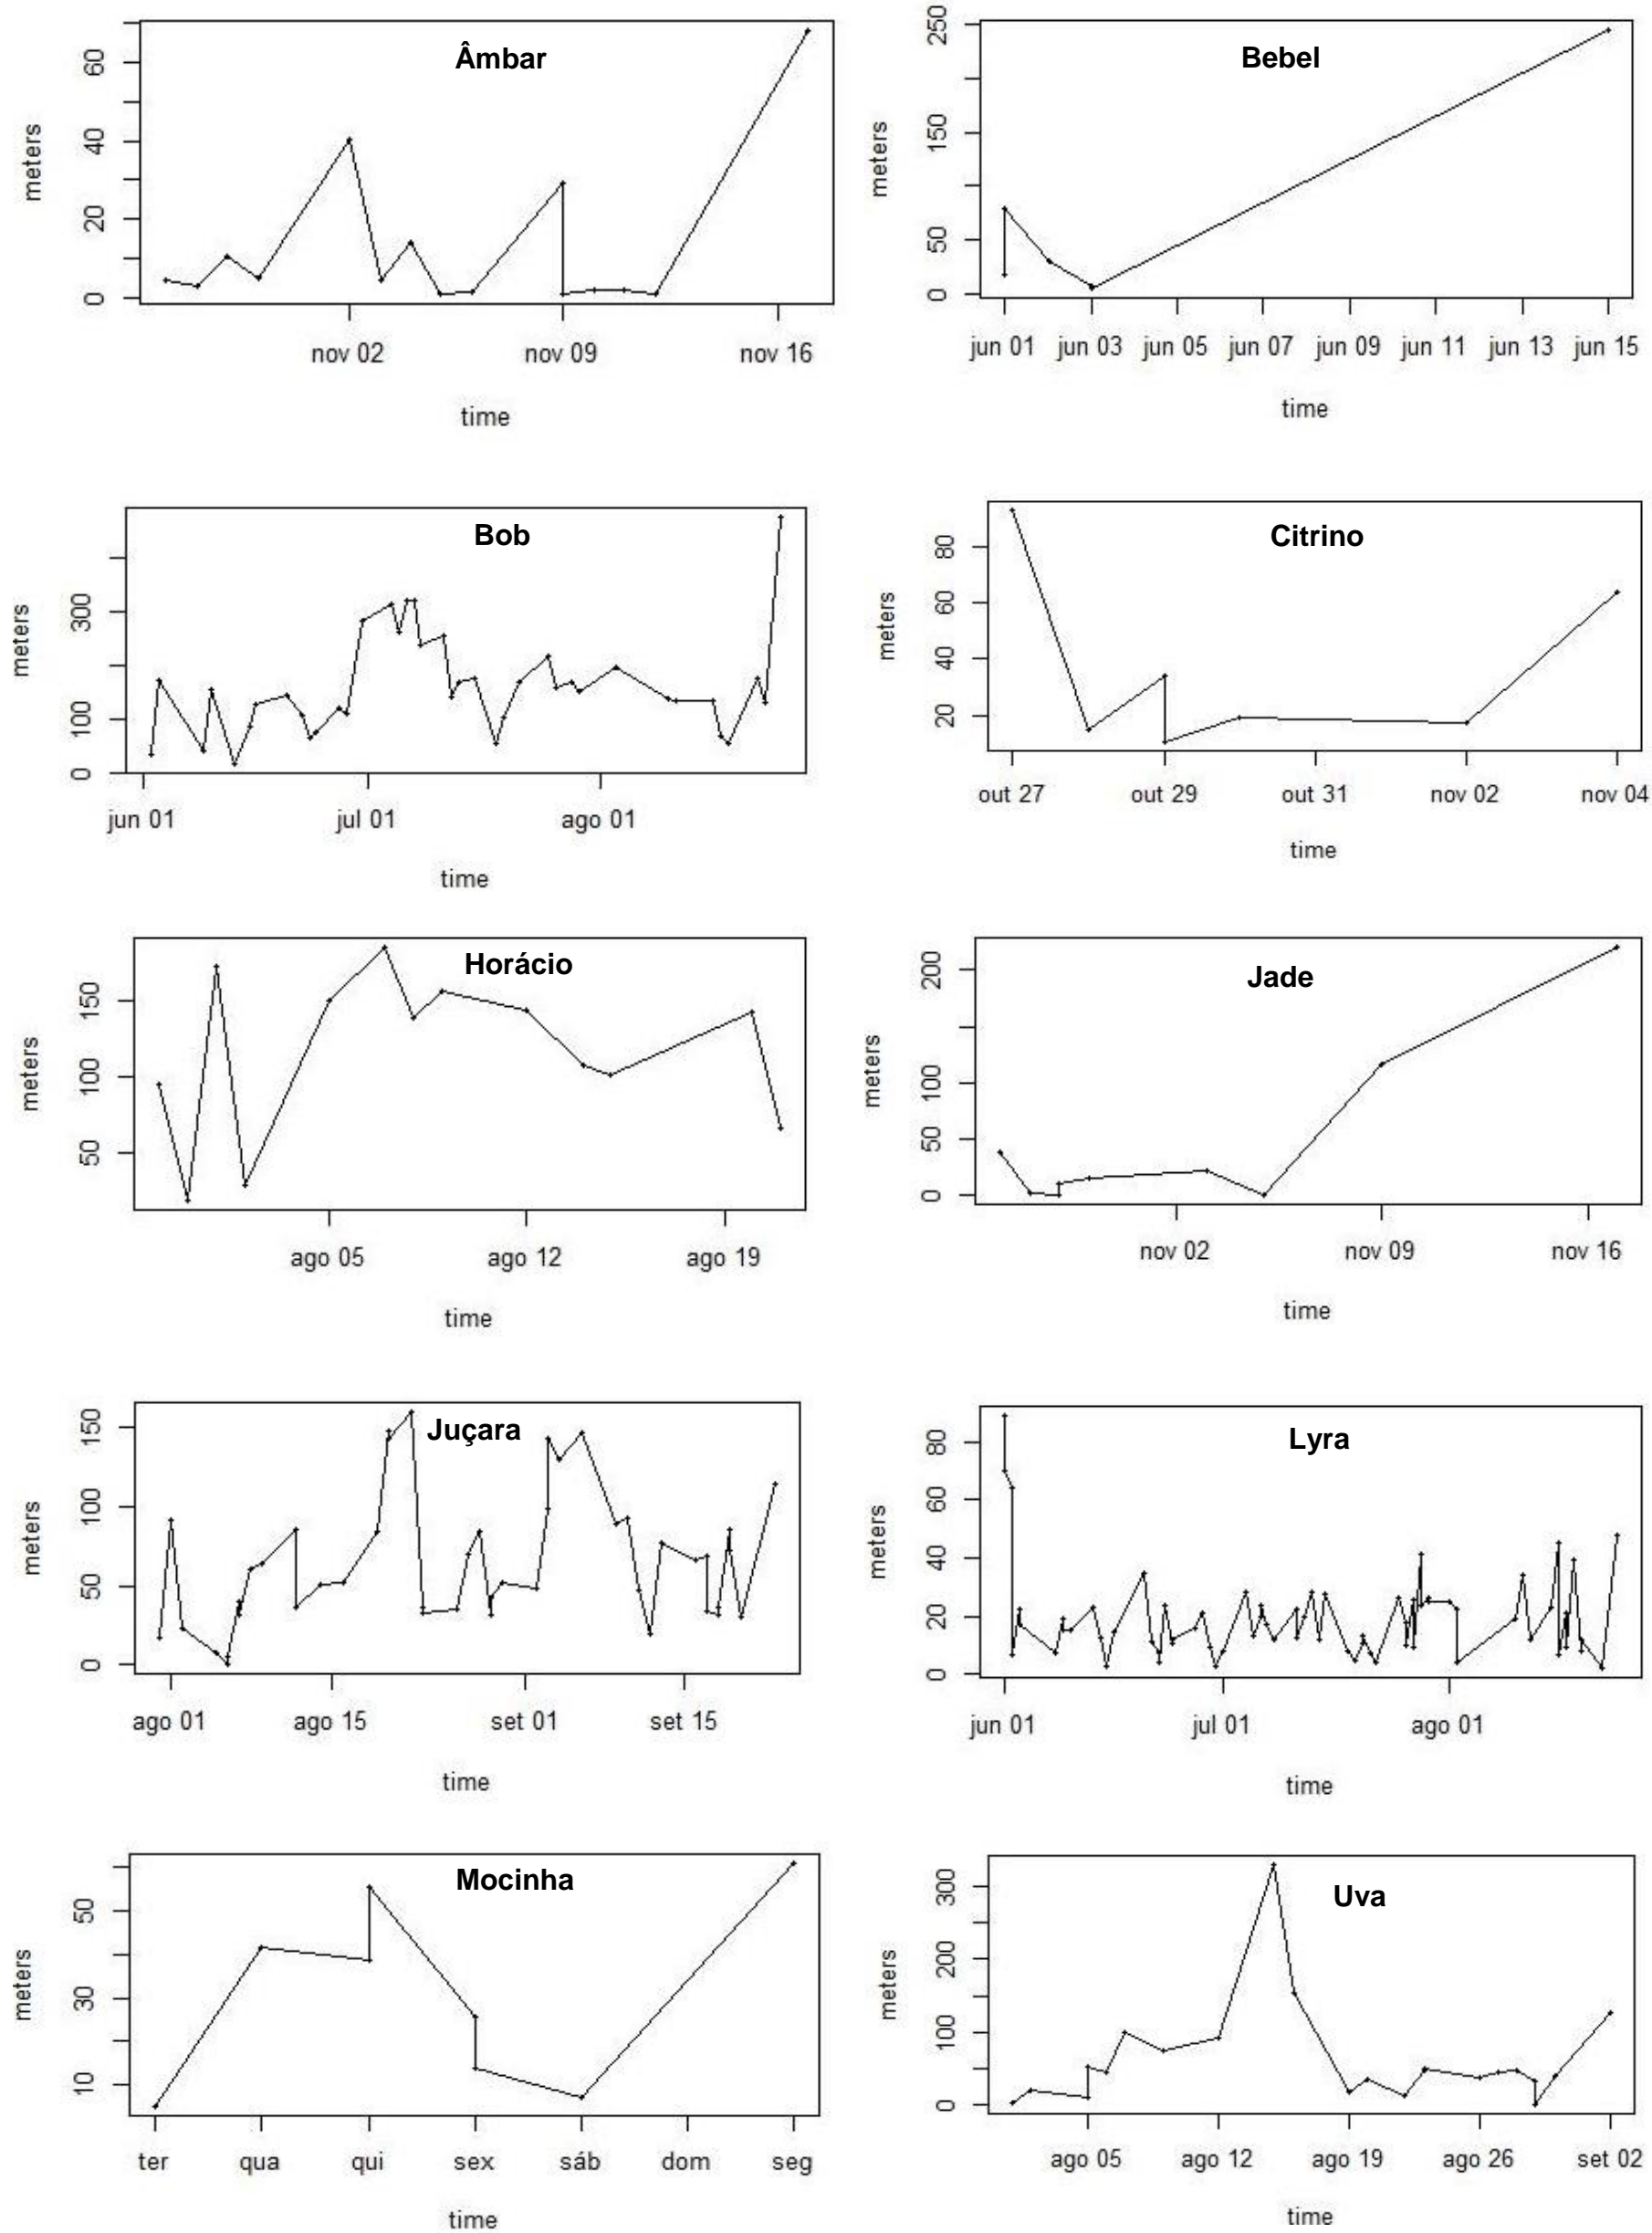 Âmbar
meters
60
40
20
0
nov 02 nov 09 nov 16
time
Bebel
meters
250
150
50
0
jun 01 jun 03 jun 05 jun 07 jun 09 jun 11 jun 13 jun 15
time
Bob
meters
300
100
0
jun 01 jul 01 ago 01
time
Citrino
meters
80
60
40
20
out 27 out 29 out 31 nov 02 nov 04
time
Horácio
meters
150
100
50
ago 05 ago 12 ago 19
time
Jade
meters
200
100
50
0
nov 02 nov 09 nov 16
time
Juçara
meters
150
100
50
0
ago 01 ago 15 set 01 set 15
time
Lyra
meters
80
60
40
20
0
jun 01 jul 01 ago 01
time
Mocinha
meters
50
30
10
ter qua qui sex sáb dom seg
time
Uva
meters
300
200
100
0
ago 05 ago 12 ago 19 ago 26 set 02
time